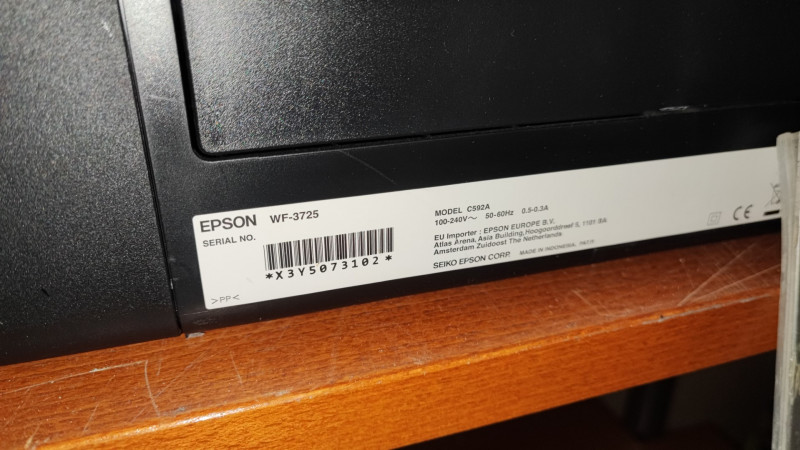 EPSON WF-3725
SERIAL NO.
*X3Y5073102*
>PP<
MODEL C592A
100-240V~ 50-60Hz 0.5-0.3A
EU Importer : EPSON EUROPE B.V.
Atlas Arena, Asia Building, Hoogoorddreef 5, 1101 BA
Amsterdam Zuidoost The Netherlands
SEIKO EPSON CORP. MADE IN INDONESIA
CE